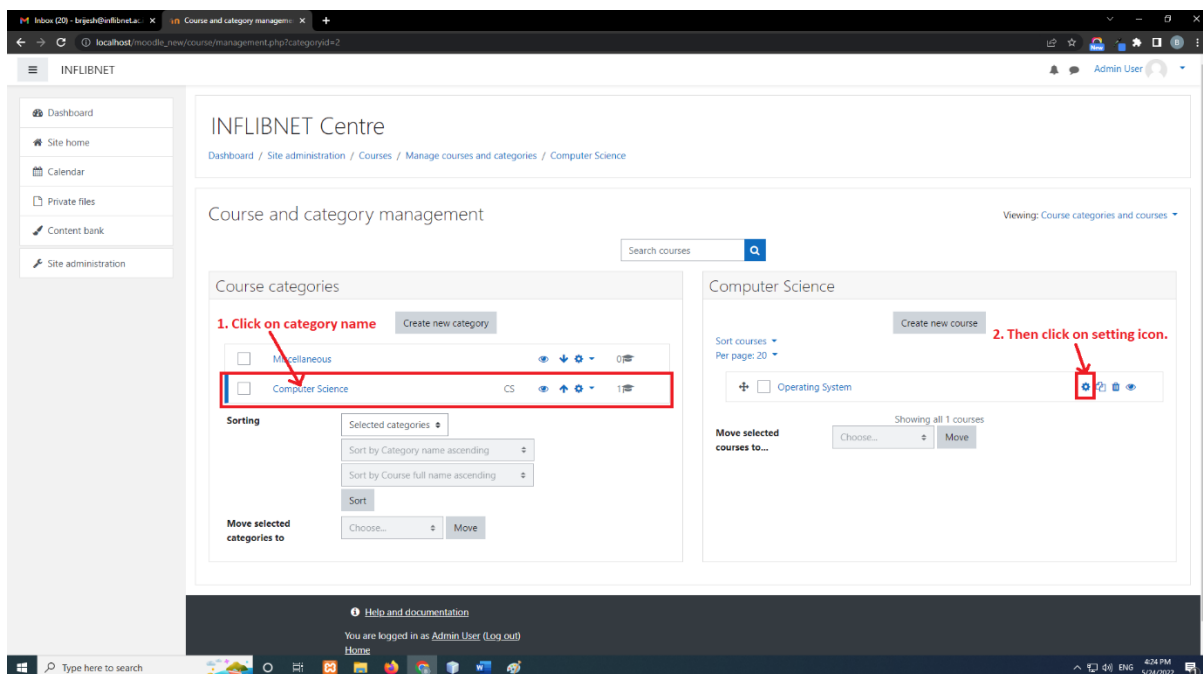 Inbox (20) - brijesh@inflibnet.ac. X
Course and category manageme X
localhost/moodle_new/course/management.php?categoryid=2
New
B
INFLIBNET
Admin User
Dashboard
Site home
Calendar
Private files
Content bank
Site administration
INFLIBNET Centre
Dashboard / Site administration / Courses / Manage courses and categories / Computer Science
Course and category management
Viewing: Course categories and courses
Search courses
Course categories
1. Click on category name
Create new category
Miscellaneous 0
Computer Science CS 1
Sorting
Selected categories
Sort by Category name ascending
Sort by Course full name ascending
Sort
Move selected categories to
Choose... Move
Computer Science
Create new course
2. Then click on setting icon.
Sort courses
Per page: 20
Operating System
Showing all 1 courses
Move selected courses to...
Choose... Move
Help and documentation
You are logged in as Admin User (Log out)
Home
Type here to search
ENG
4:24 PM
5/24/2022